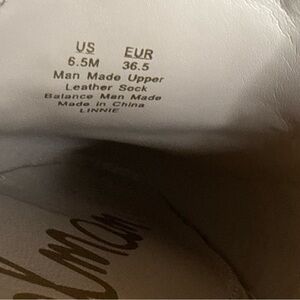 US EUR
6.5M 36.5
Man Made Upper
Leather Sock
Balance Man Made
Made in China
LINNIE